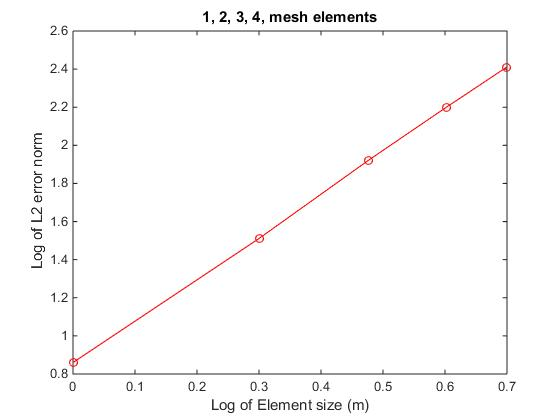 1, 2, 3, 4, mesh elements
2.6
2.4
2.2
2
1.8
1.6
1.4
1.2
1
0.8
Log of L2 error norm
0 0.1 0.2 0.3 0.4 0.5 0.6 0.7
Log of Element size (m)